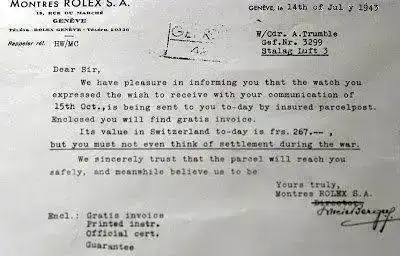 MONTRES ROLEX S.A.
18, RUE DU MARCHÉ
GENÈVE
Téleph. ROLEX GENÈVE - Télépho
Rappeler réf. HW/MC
GENÈVE, le 14th of July 1943
W/Cdr. A.Trumble
Gef.Nr. 3299
Stalag Luft 3
Dear Sir,
We have pleasure in informing you that the watch you
expressed the wish to receive with your communication of
15th Oct., is being sent to you to-day by insured parcelpost.
Enclosed you will find gratis invoice.
Its value in Switzerland to-day is frs.267.-- ,
but you must not even think of settlement during the war.
We sincerely trust that the parcel will reach you
safely, and meanwhile believe us to be
Yours truly,
Montres ROLEX S.A.
Director.
Encl.: Gratis invoice
Printed instr.
Official cert.
Guarantee